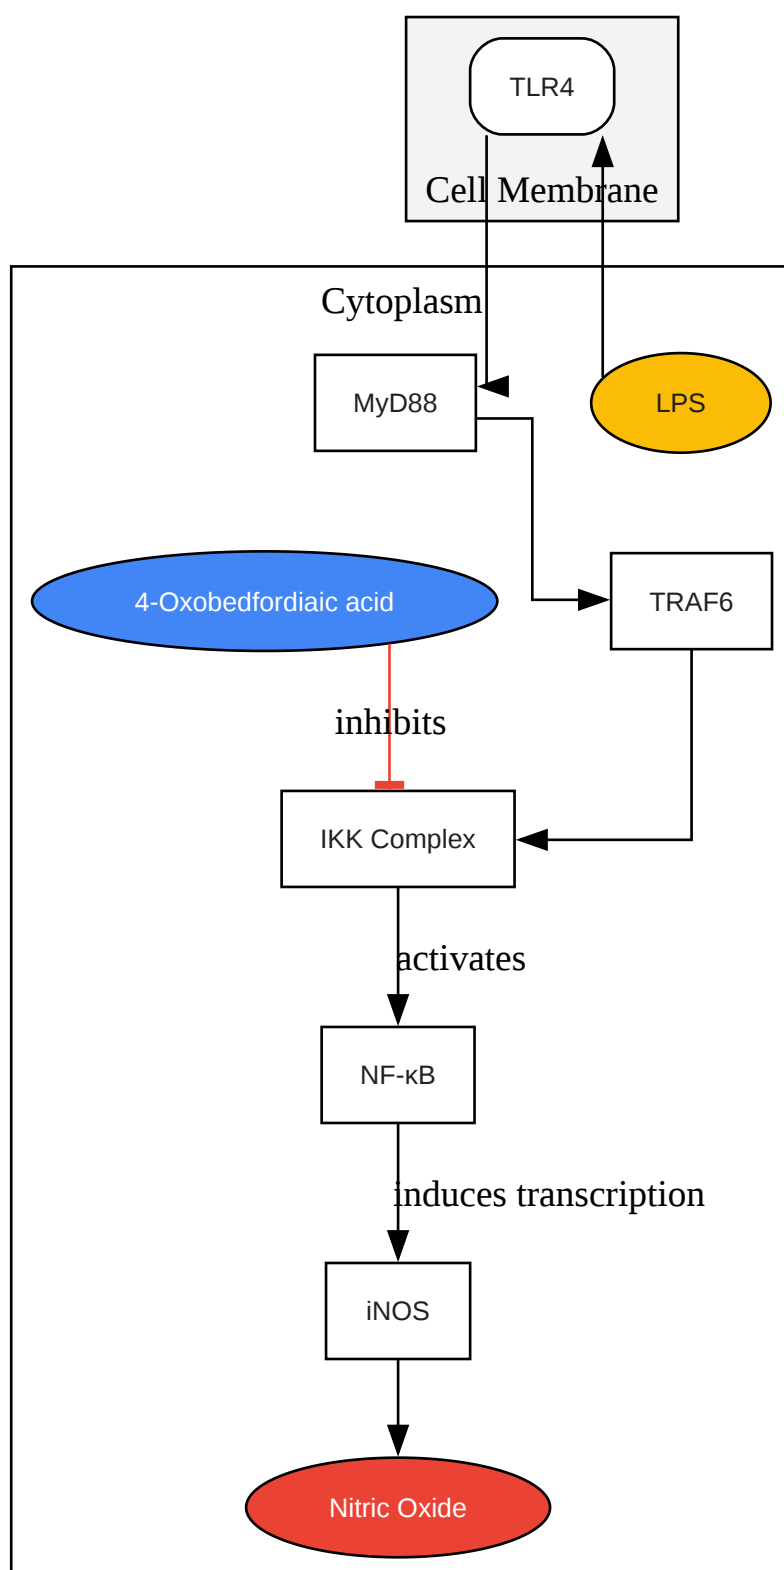 TLR4
Cell Membrane
Cytoplasm
MyD88
LPS
4-Oxobedfordiaic acid
TRAF6
inhibits
IKK Complex
activates
NF-κB
induces transcription
iNOS
Nitric Oxide